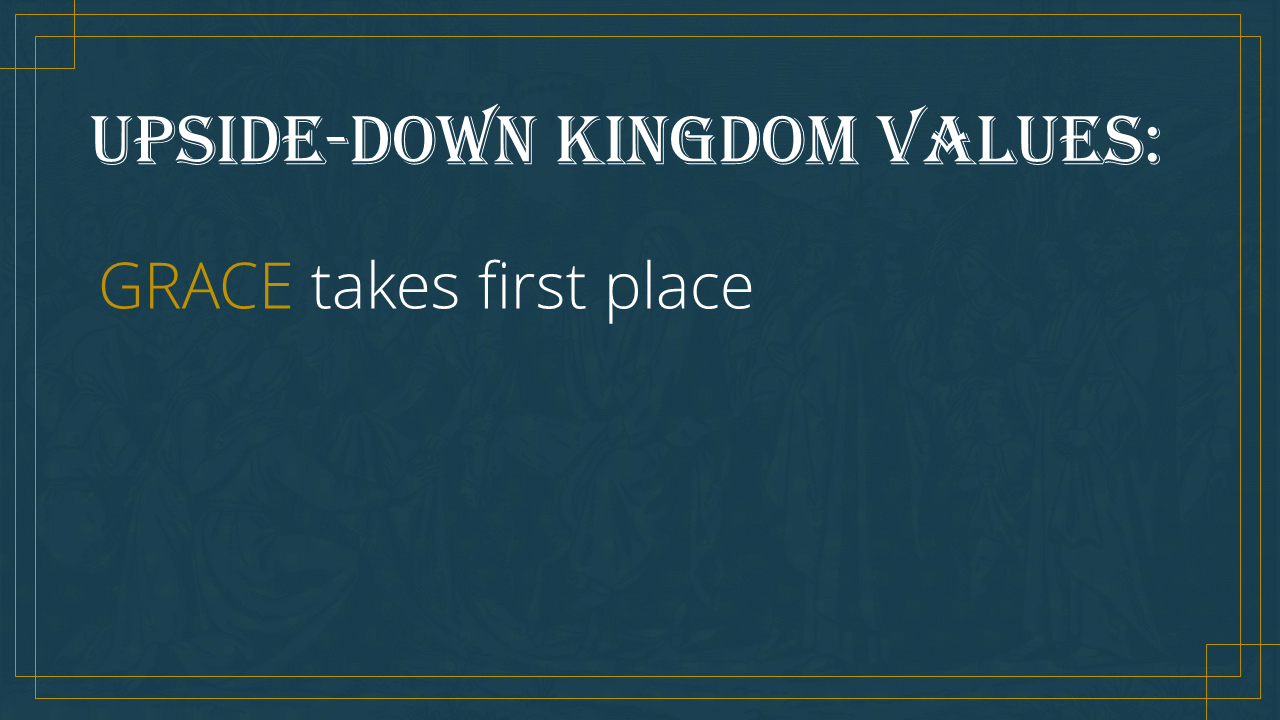 UPSIDE-DOWN KINGDOM VALUES:
GRACE takes first place